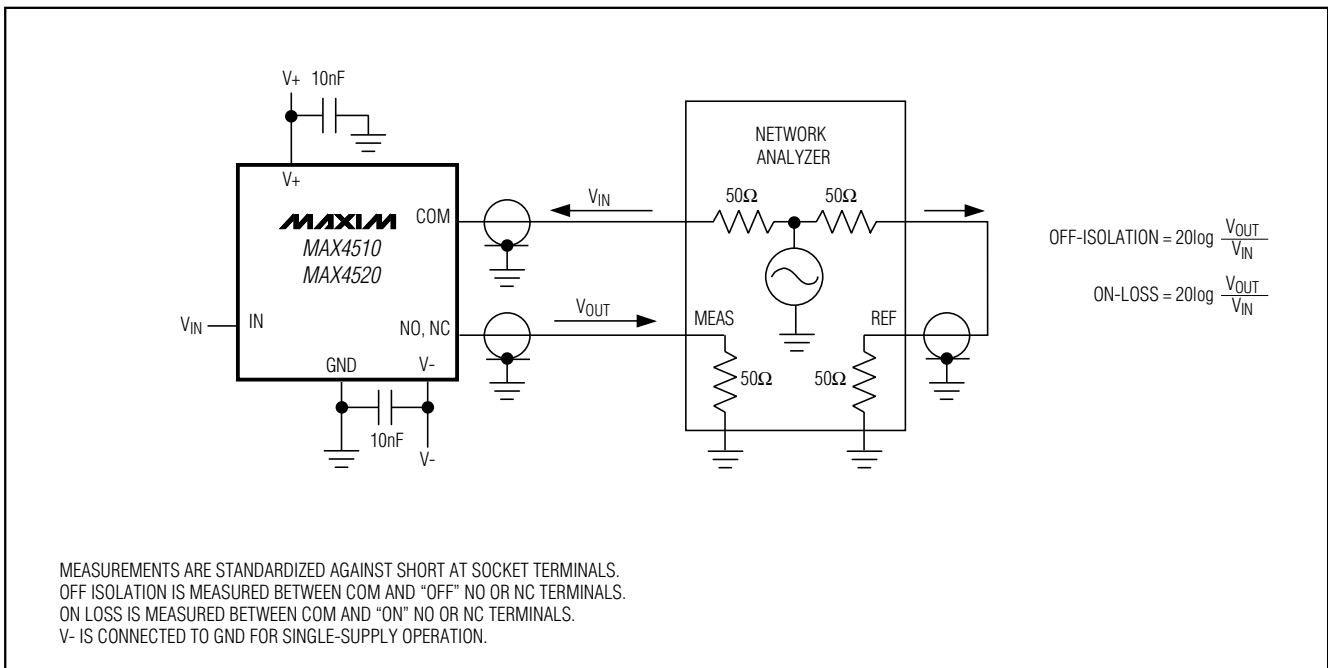 V+ 10nF
V+
MAXIM
MAX4510
MAX4520
COM
V_IN
IN
NO, NC
GND
V-
10nF
V-
V_IN
V_OUT
NETWORK
ANALYZER
50Ω
50Ω
MEAS
REF
50Ω
50Ω
OFF-ISOLATION = 20log V_OUT / V_IN
ON-LOSS = 20log V_OUT / V_IN
MEASUREMENTS ARE STANDARDIZED AGAINST SHORT AT SOCKET TERMINALS.
OFF ISOLATION IS MEASURED BETWEEN COM AND “OFF” NO OR NC TERMINALS.
ON LOSS IS MEASURED BETWEEN COM AND “ON” NO OR NC TERMINALS.
V- IS CONNECTED TO GND FOR SINGLE-SUPPLY OPERATION.